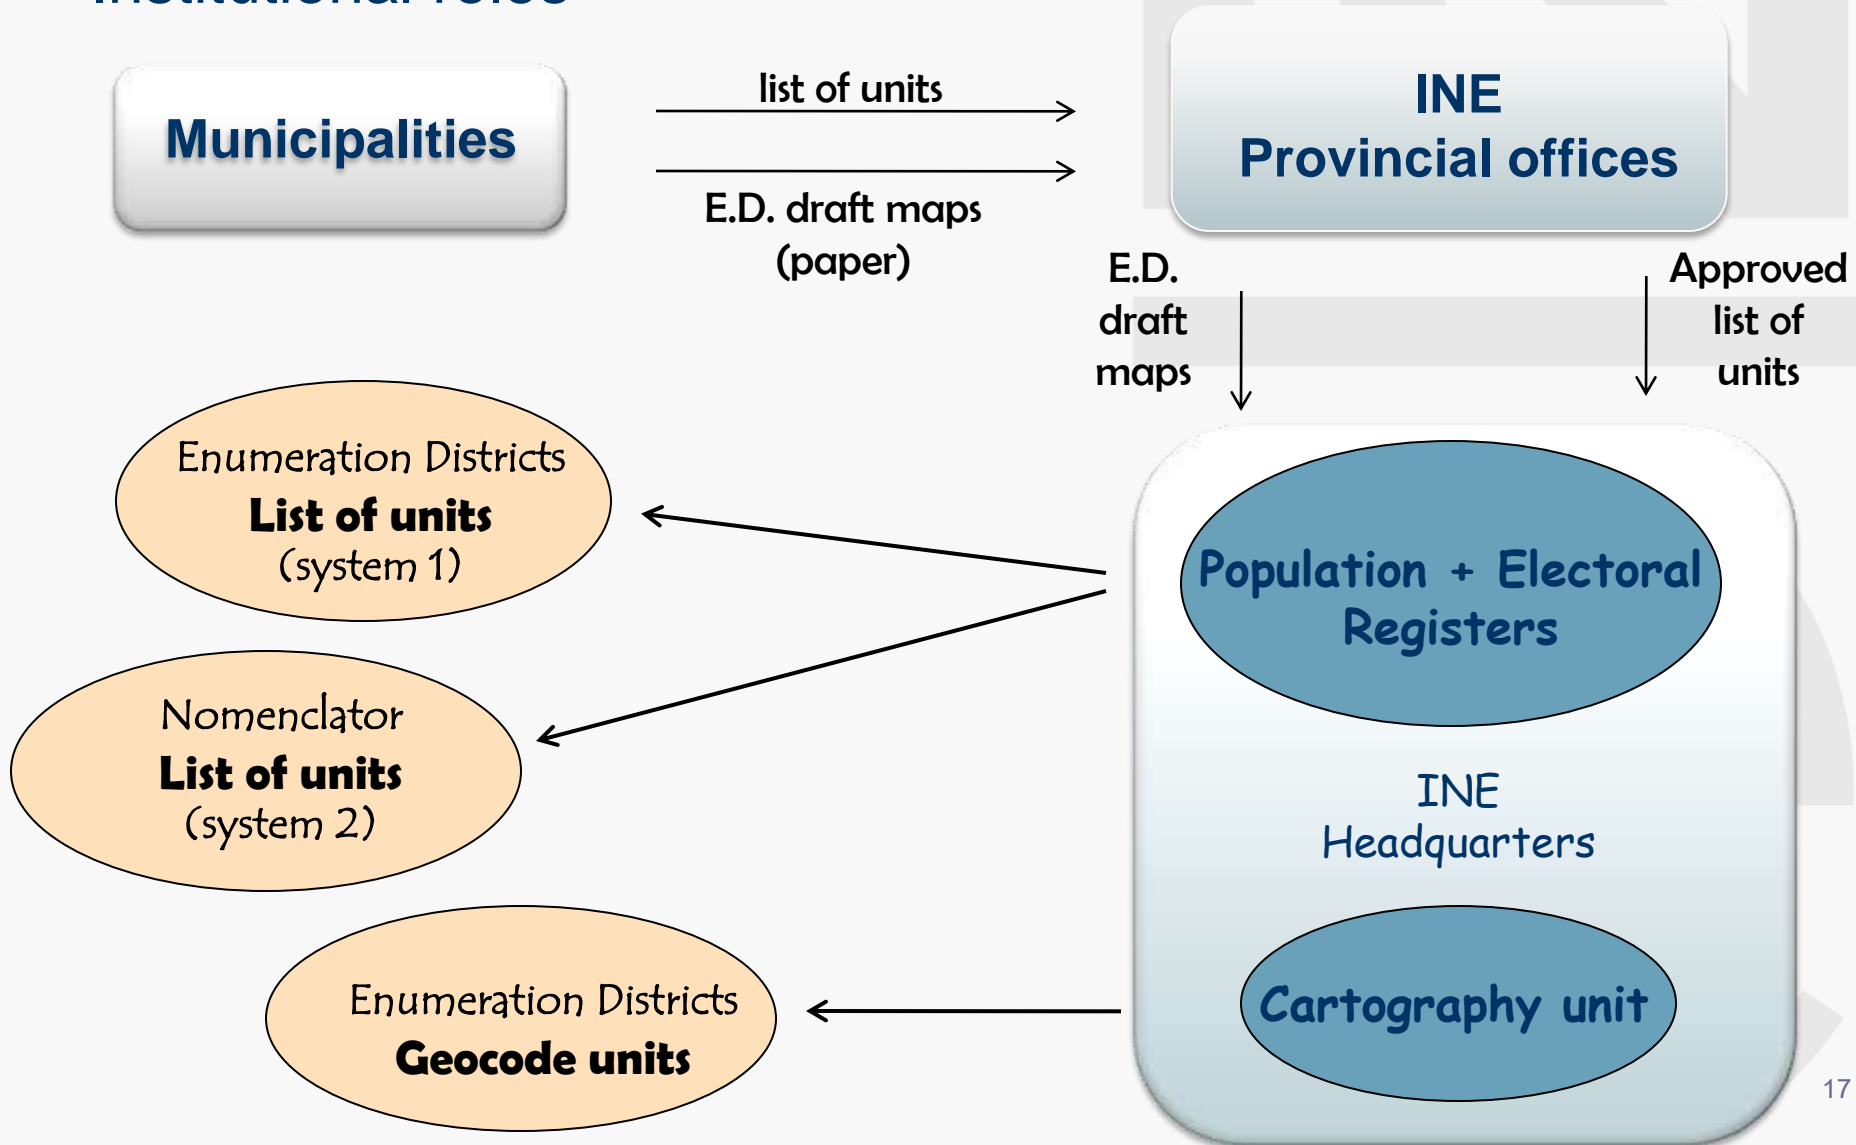 Institutional roles
Municipalities
list of units
E.D. draft maps
(paper)
INE
Provincial offices
E.D.
draft
maps
Approved
list of
units
Enumeration Districts
List of units
(system 1)
Nomenclator
List of units
(system 2)
Enumeration Districts
Geocode units
Population + Electoral
Registers
INE
Headquarters
Cartography unit
17